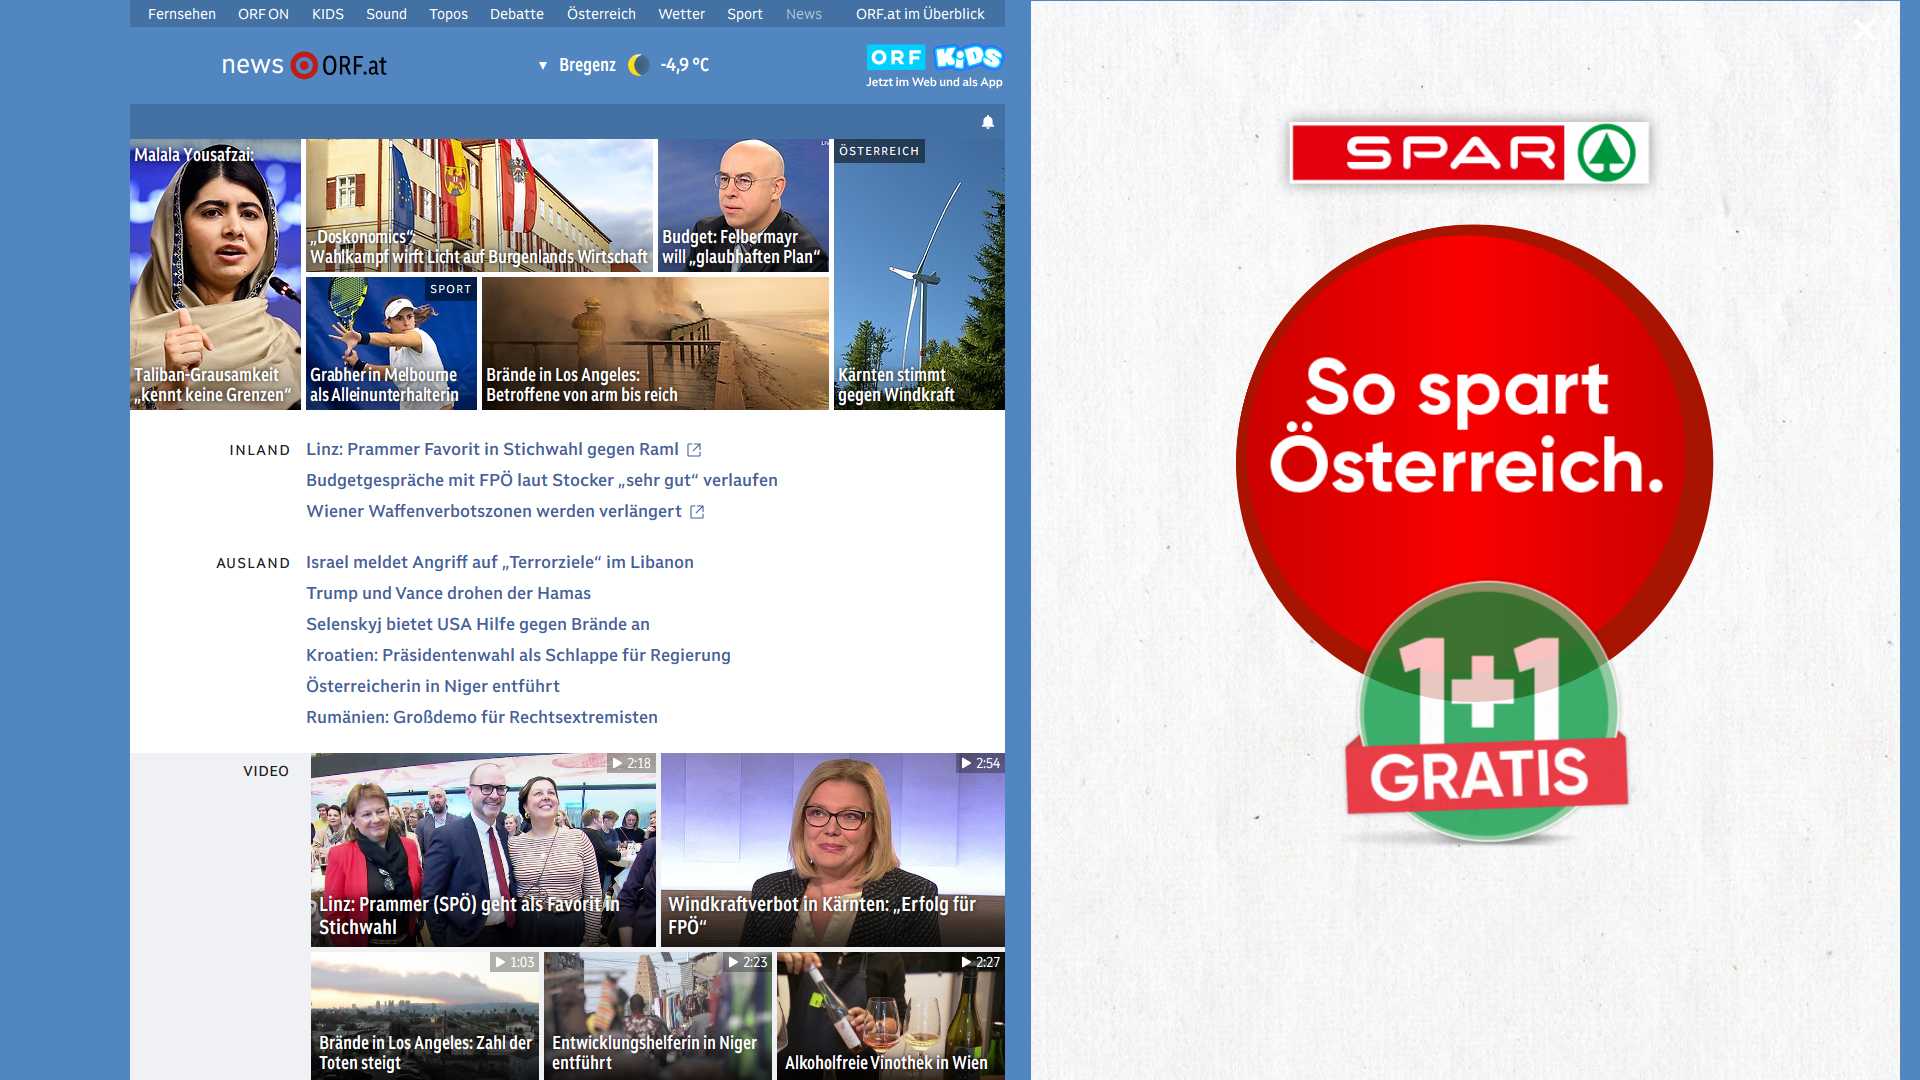 Fernsehen ORF ON KIDS Sound Topos Debatte Österreich Wetter Sport News ORF.at im Überblick
news ORF.at
▼ Bregenz -4,9 °C
ORF KiDS
Jetzt im Web und als App
Malala Yousafzai:
Taliban-Grausamkeit
„kennt keine Grenzen“
„Doskonomics“:
Wahlkampf wirft Licht auf Burgenlands Wirtschaft
Budget: Felbermayr
will „glaubhaften Plan“
ÖSTERREICH
Kärnten stimmt
gegen Windkraft
SPORT
Grabher in Melbourne
als Alleinunterhalterin
Brände in Los Angeles:
Betroffene von arm bis reich
INLAND
Linz: Prammer Favorit in Stichwahl gegen Raml
Budgetgespräche mit FPÖ laut Stocker „sehr gut“ verlaufen
Wiener Waffenverbotszonen werden verlängert
AUSLAND
Israel meldet Angriff auf „Terrorziele“ im Libanon
Trump und Vance drohen der Hamas
Selenskyj bietet USA Hilfe gegen Brände an
Kroatien: Präsidentenwahl als Schlappe für Regierung
Österreicherin in Niger entführt
Rumänien: Großdemo für Rechtsextremisten
VIDEO
2:18
Linz: Prammer (SPÖ) geht als Favorit in
Stichwahl
2:54
Windkraftverbot in Kärnten: „Erfolg für
FPÖ“
1:03
Brände in Los Angeles: Zahl der
Toten steigt
2:23
Entwicklungshelferin in Niger
entführt
2:27
Alkoholfreie Vinothek in Wien
SPAR
So spart
Österreich.
1+1
GRATIS